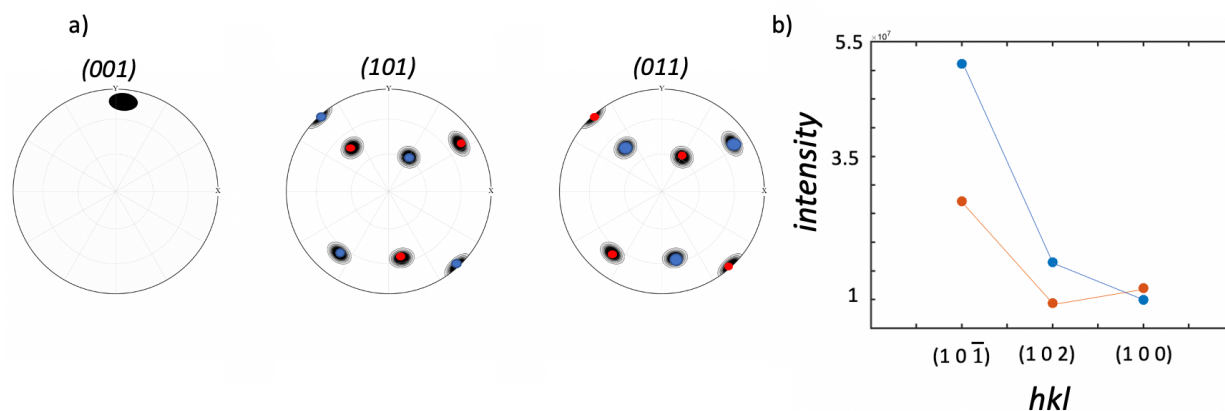 a)
(001)
Y
X
(101)
Y
X
(011)
Y
X
b)
×10⁷
5.5
3.5
1
intensity
(1 0 1̅)
(1 0 2)
(1 0 0)
hkl